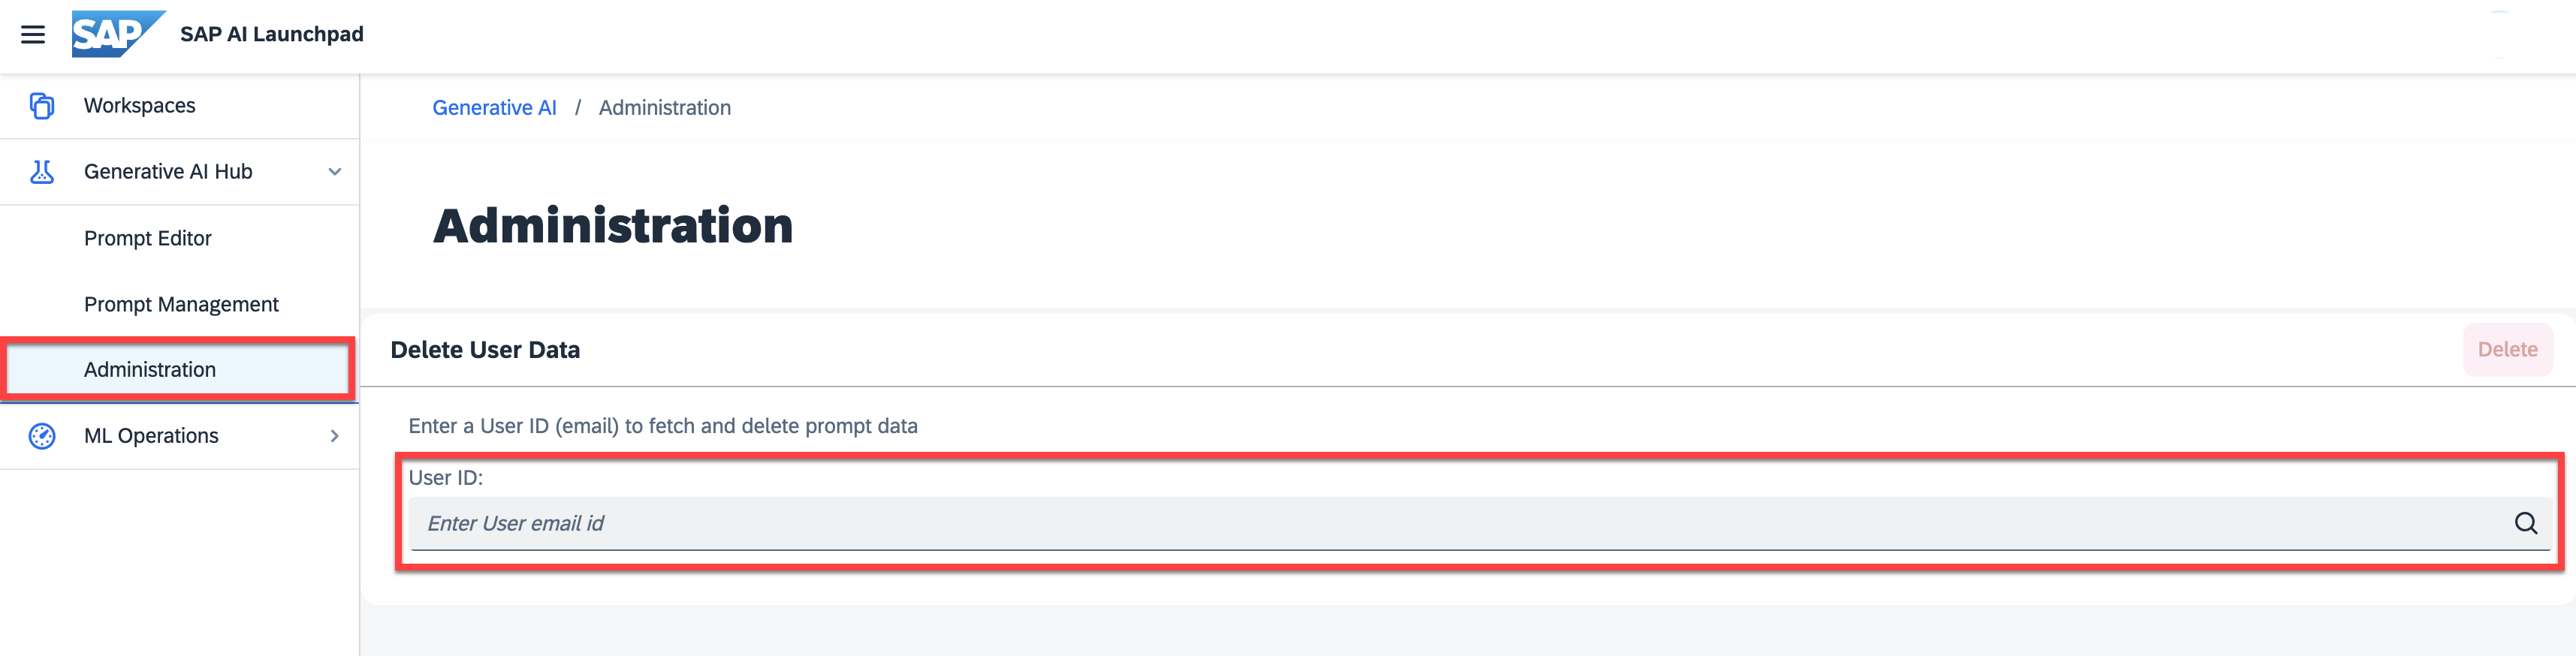 SAP SAP AI Launchpad
Workspaces
Generative AI Hub
Prompt Editor
Prompt Management
Administration
ML Operations
Generative AI / Administration
Administration
Delete User Data
Delete
Enter a User ID (email) to fetch and delete prompt data
User ID:
Enter User email id